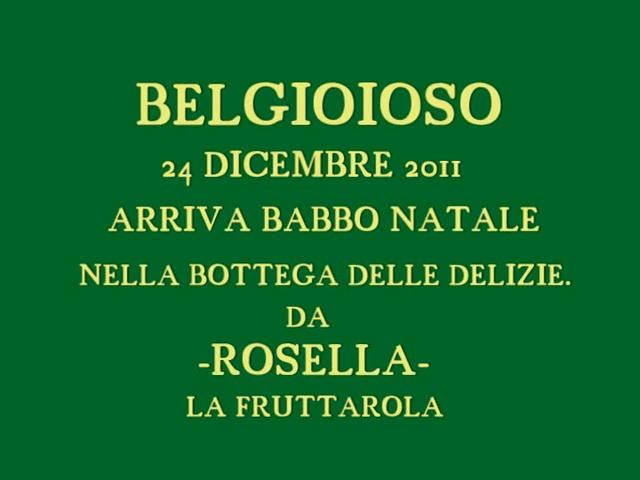 BELGIOIOSO
24 DICEMBRE 2011
ARRIVA BABBO NATALE
NELLA BOTTEGA DELLE DELIZIE.
DA
-ROSELLA-
LA FRUTTAROLA